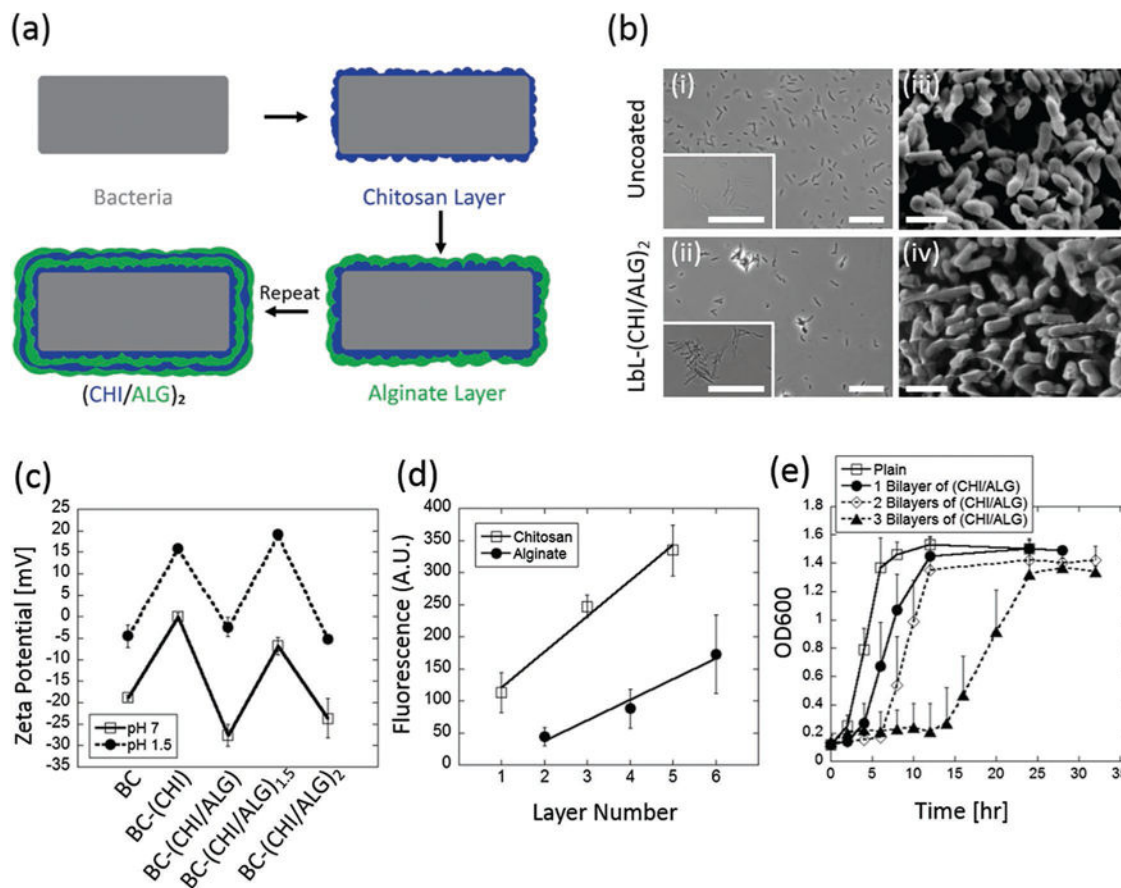 (a)
Bacteria
Chitosan Layer
Repeat
(CHI/ALG)₂
Alginate Layer
(b)
Uncoated
(i)
(iii)
LbL-(CHI/ALG)₂
(ii)
(iv)
(c)
Zeta Potential [mV]
25
20
15
10
5
0
-5
-10
-15
-20
-25
-30
-35
pH 7
pH 1.5
BC
BC-(CHI)
BC-(CHI/ALG)
BC-(CHI/ALG)₁.₅
BC-(CHI/ALG)₂
(d)
Fluorescence (A.U.)
400
350
300
250
200
150
100
50
0
Chitosan
Alginate
1 2 3 4 5 6
Layer Number
(e)
Plain
1 Bilayer of (CHI/ALG)
2 Bilayers of (CHI/ALG)
3 Bilayers of (CHI/ALG)
OD600
1.8
1.6
1.4
1.2
1
0.8
0.6
0.4
0.2
0
0 5 10 15 20 25 30 35
Time [hr]